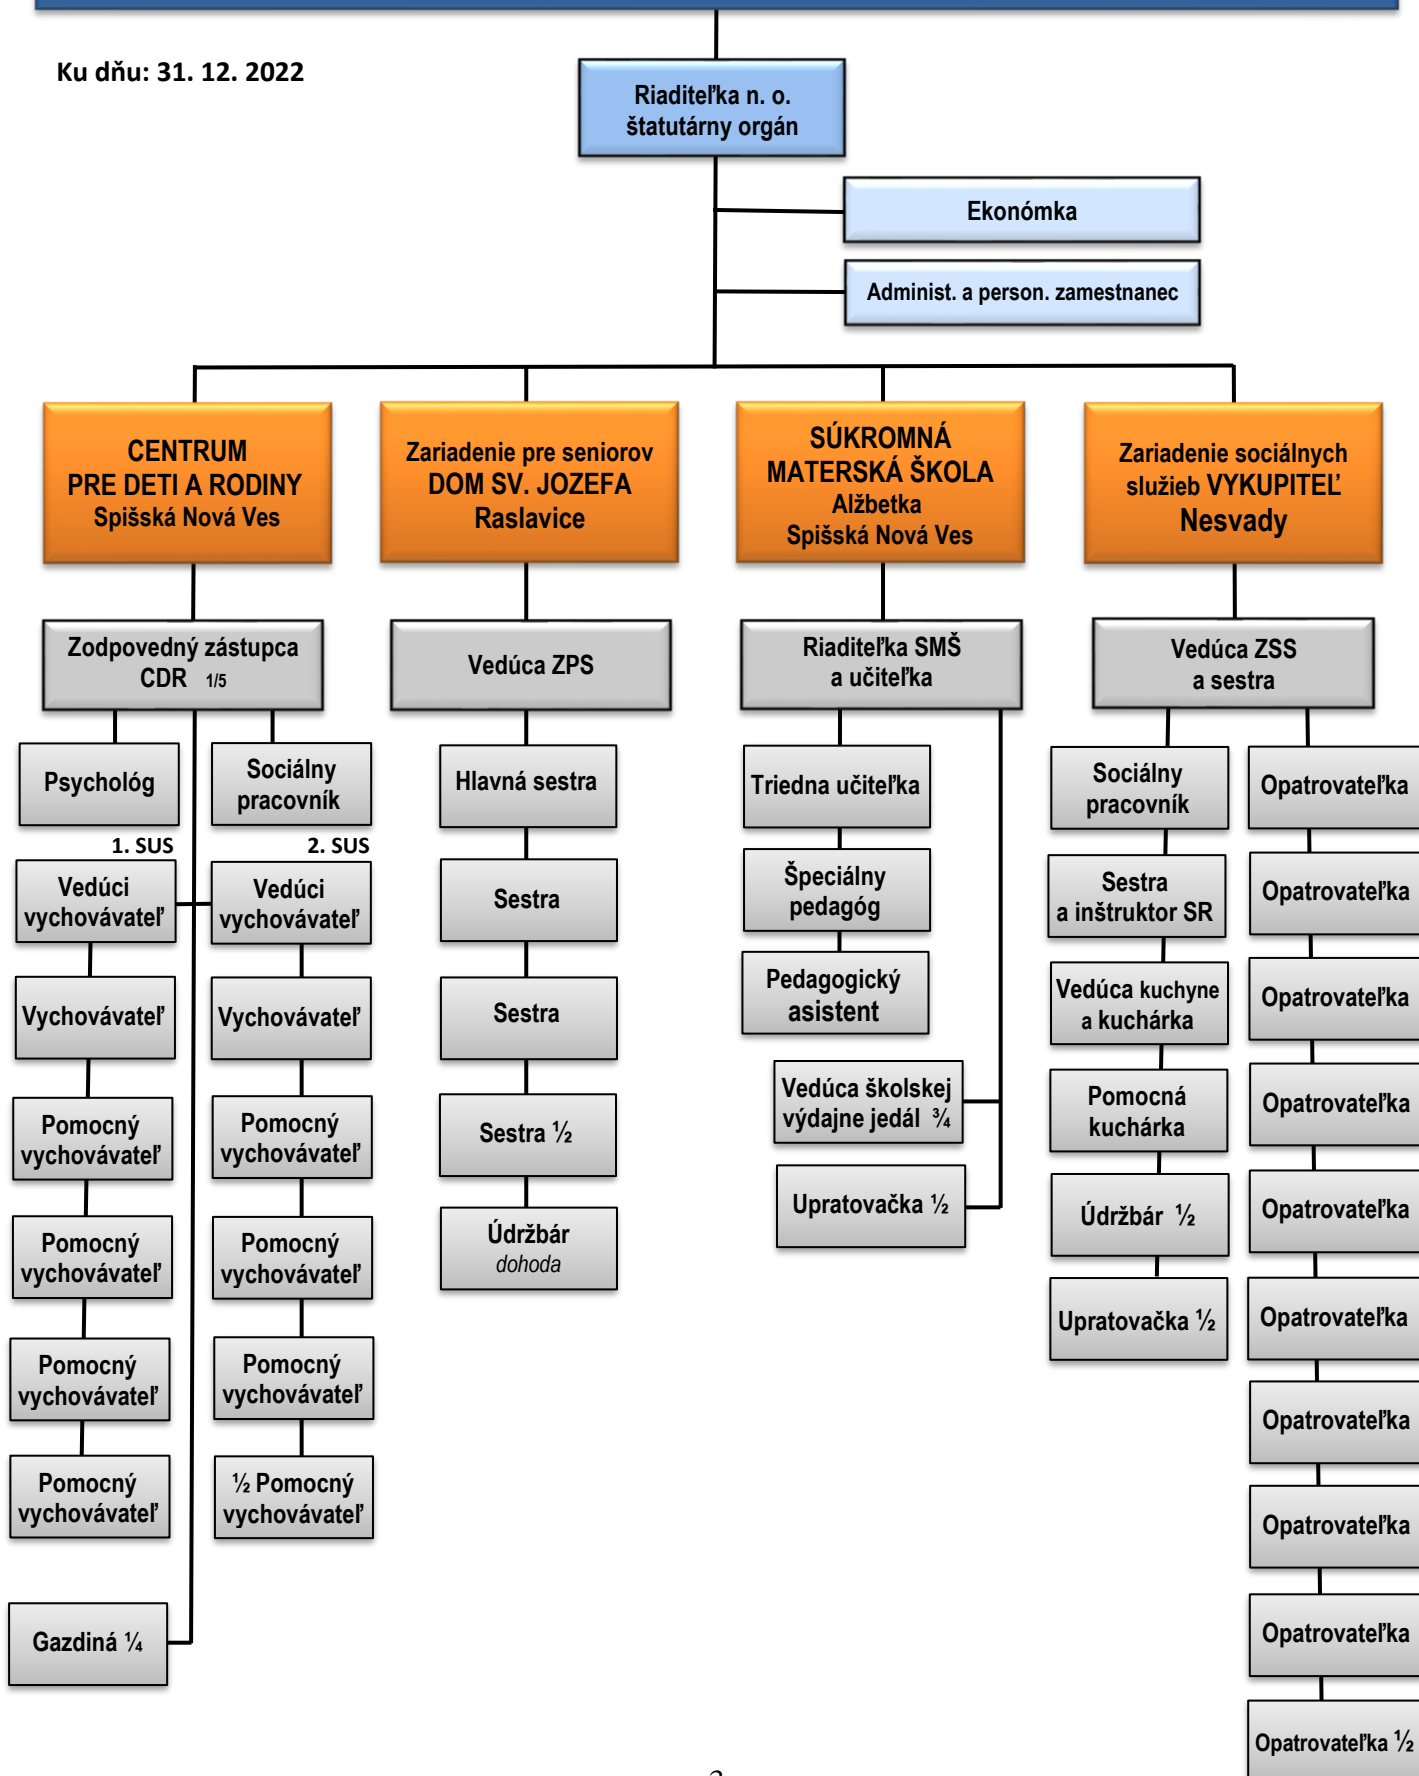 Ku dňu: 31. 12. 2022
Riaditeľka n. o.
štatutárny orgán
Ekonómka
Administ. a person. zamestnanec
CENTRUM
PRE DETI A RODINY
Spišská Nová Ves
Zariadenie pre seniorov
DOM SV. JOZEFA
Raslavice
SÚKROMNÁ
MATERSKÁ ŠKOLA
Alžbetka
Spišská Nová Ves
Zariadenie sociálnych
služieb VYKUPITEĽ
Nesvady
Zodpovedný zástupca
CDR 1/5
Psychológ
Sociálny
pracovník
1. SUS
Vedúci
vychovávateľ
Vychovávateľ
Pomocný
vychovávateľ
Pomocný
vychovávateľ
Pomocný
vychovávateľ
Pomocný
vychovávateľ
2. SUS
Vedúci
vychovávateľ
Vychovávateľ
Pomocný
vychovávateľ
Pomocný
vychovávateľ
Pomocný
vychovávateľ
½ Pomocný
vychovávateľ
Gazdiná ¼
Vedúca ZPS
Hlavná sestra
Sestra
Sestra
Sestra ½
Údržbár
dohoda
Riaditeľka SMŠ
a učiteľka
Triedna učiteľka
Špeciálny
pedagóg
Pedagogický
asistent
Vedúca školskej
výdajne jedál ¾
Upratovačka ½
Vedúca ZSS
a sestra
Sociálny
pracovník
Sestra
a inštruktor SR
Vedúca kuchyne
a kuchárka
Pomocná
kuchárka
Údržbár ½
Upratovačka ½
Opatrovateľka
Opatrovateľka
Opatrovateľka
Opatrovateľka
Opatrovateľka
Opatrovateľka
Opatrovateľka
Opatrovateľka
Opatrovateľka
Opatrovateľka ½